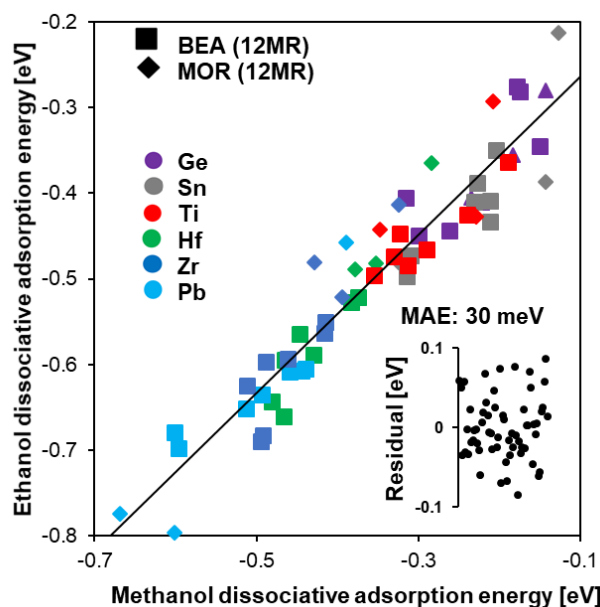 Ethanol dissociative adsorption energy [eV]
-0.2
-0.3
-0.4
-0.5
-0.6
-0.7
-0.8
BEA (12MR)
MOR (12MR)
Ge
Sn
Ti
Hf
Zr
Pb
MAE: 30 meV
Residual [eV]
0.1
0
-0.1
-0.7
-0.5
-0.3
-0.1
Methanol dissociative adsorption energy [eV]